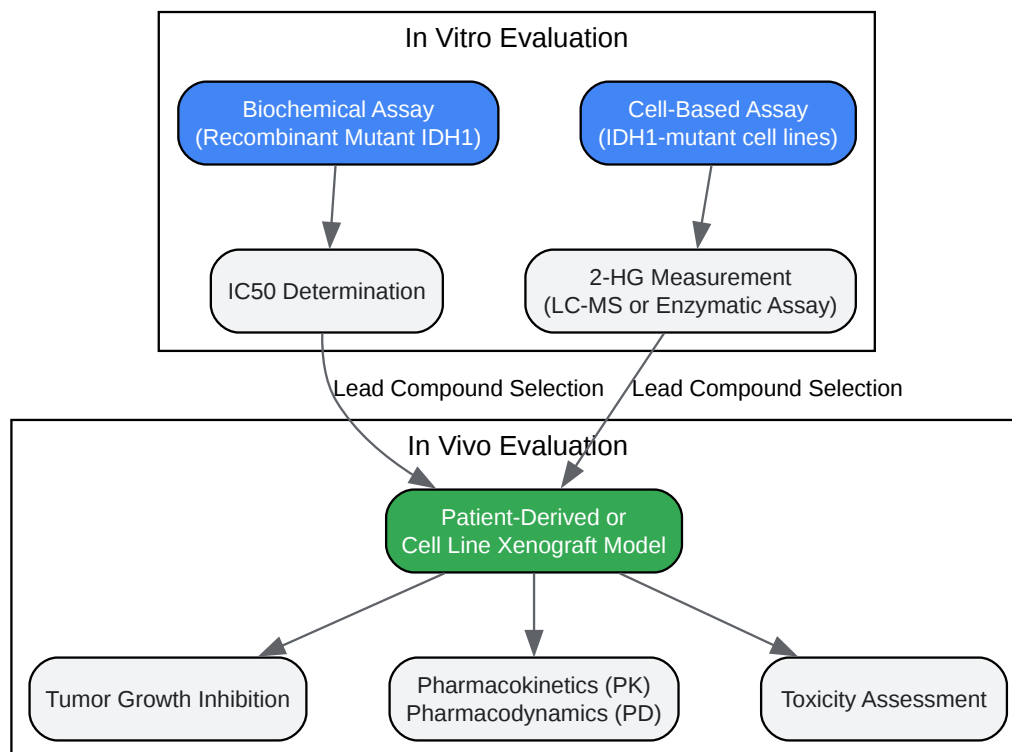 In Vitro Evaluation
Biochemical Assay
(Recombinant Mutant IDH1)
Cell-Based Assay
(IDH1-mutant cell lines)
IC50 Determination
2-HG Measurement
(LC-MS or Enzymatic Assay)
Lead Compound Selection
Lead Compound Selection
In Vivo Evaluation
Patient-Derived or
Cell Line Xenograft Model
Tumor Growth Inhibition
Pharmacokinetics (PK)
Pharmacodynamics (PD)
Toxicity Assessment